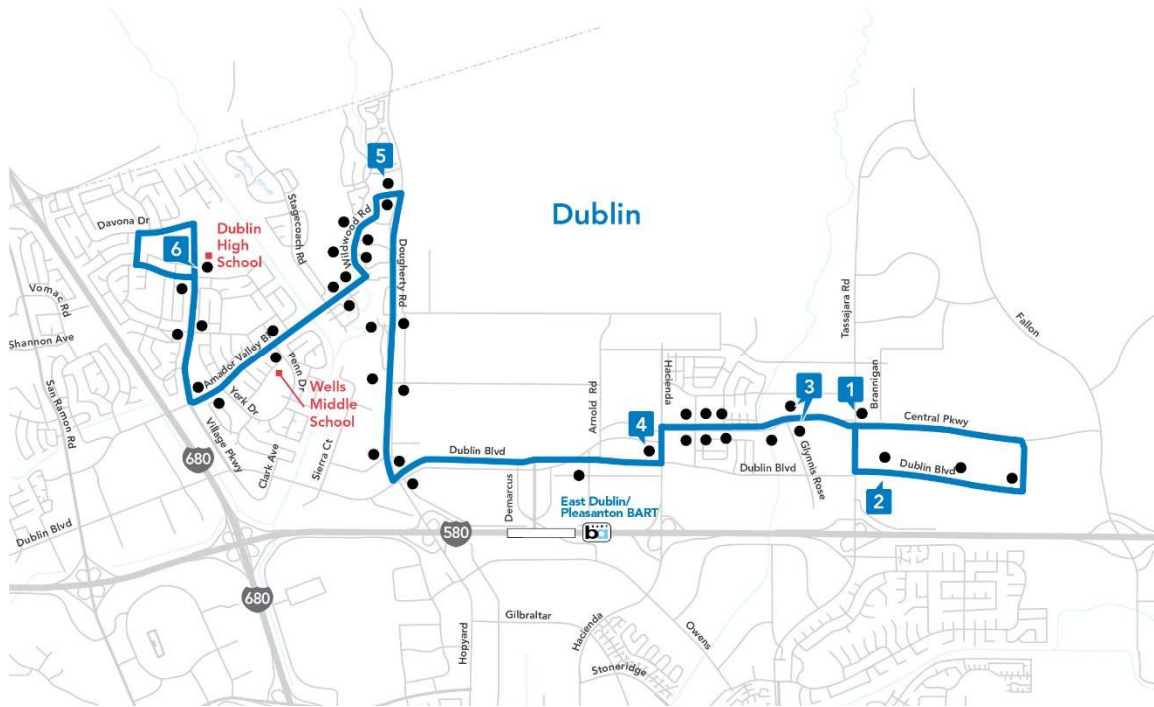 5
Davona Dr
Dublin
High
School
6
Stagecoach Rd
Wildwood Rd
Dublin
Dougherty Rd
Tassajara Rd
Fallon
Vomac Rd
Shannon Ave
San Ramon Rd
Amador Valley Bl
Penn Dr
Wells
Middle
School
York Dr
Village Pkwy
Clark Ave
Sierra Ct
Hacienda
Arnold Rd
3
1
Brannigan
Central Pkwy
4
Glynnis Rose
Dublin Blvd
Dublin Blvd
Dublin Blvd
2
680
Demarcus
East Dublin/
Pleasanton BART
ba
580
Dublin Blvd
680
Hopyard
Gilbraltar
Hacienda
Owens
Stoneridge